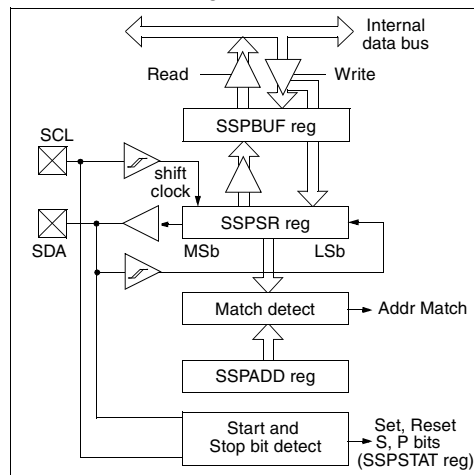 Internal
data bus
Read
Write
SSPBUF reg
SCL
shift
clock
SSPSR reg
SDA
MSb
LSb
Match detect
Addr Match
SSPADD reg
Start and
Stop bit detect
Set, Reset
S, P bits
(SSPSTAT reg)